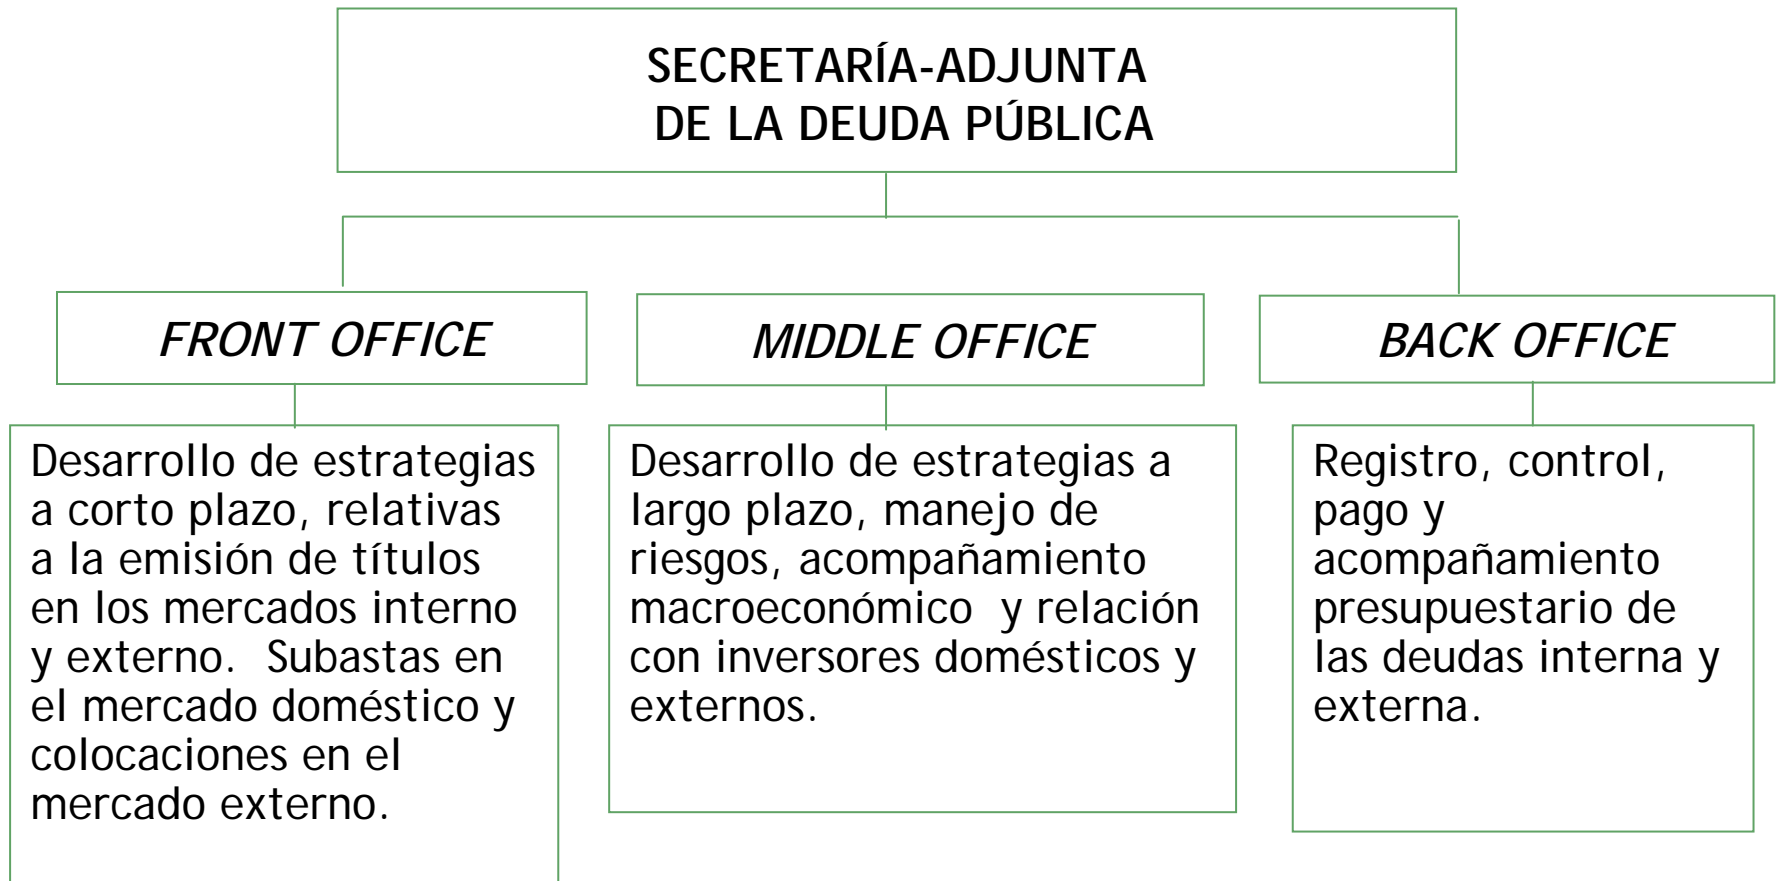 SECRETARÍA-ADJUNTA
DE LA DEUDA PÚBLICA
FRONT OFFICE
MIDDLE OFFICE
BACK OFFICE
Desarrollo de estrategias
a corto plazo, relativas
a la emisión de títulos
en los mercados interno
y externo.  Subastas en
el mercado doméstico y
colocaciones en el
mercado externo.
Desarrollo de estrategias a
largo plazo, manejo de
riesgos, acompañamiento
macroeconómico  y relación
con inversores domésticos y
externos.
Registro, control,
pago y
acompañamiento
presupuestario de
las deudas interna y
externa.